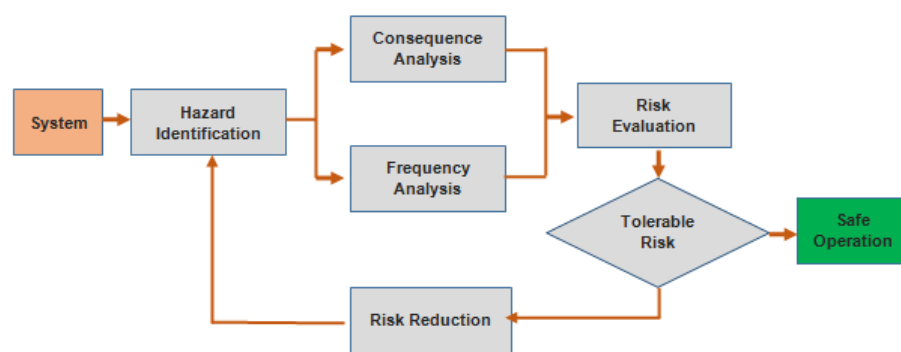 System
Hazard
Identification
Consequence
Analysis
Frequency
Analysis
Risk
Evaluation
Tolerable
Risk
Safe
Operation
Risk Reduction